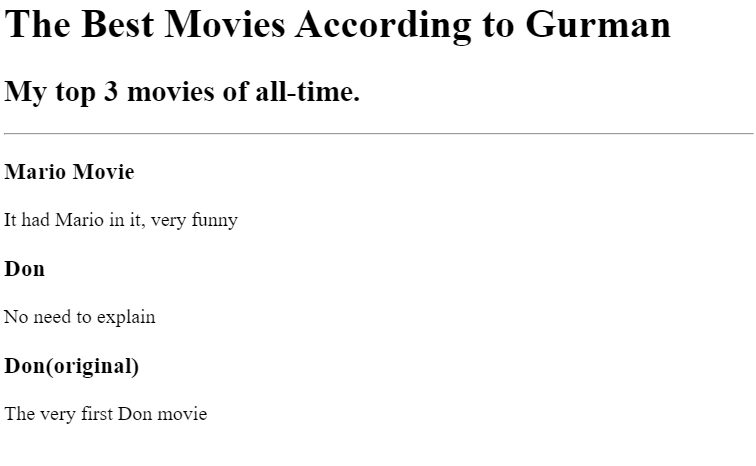 The Best Movies According to Gurman
My top 3 movies of all-time.
Mario Movie
It had Mario in it, very funny
Don
No need to explain
Don(original)
The very first Don movie